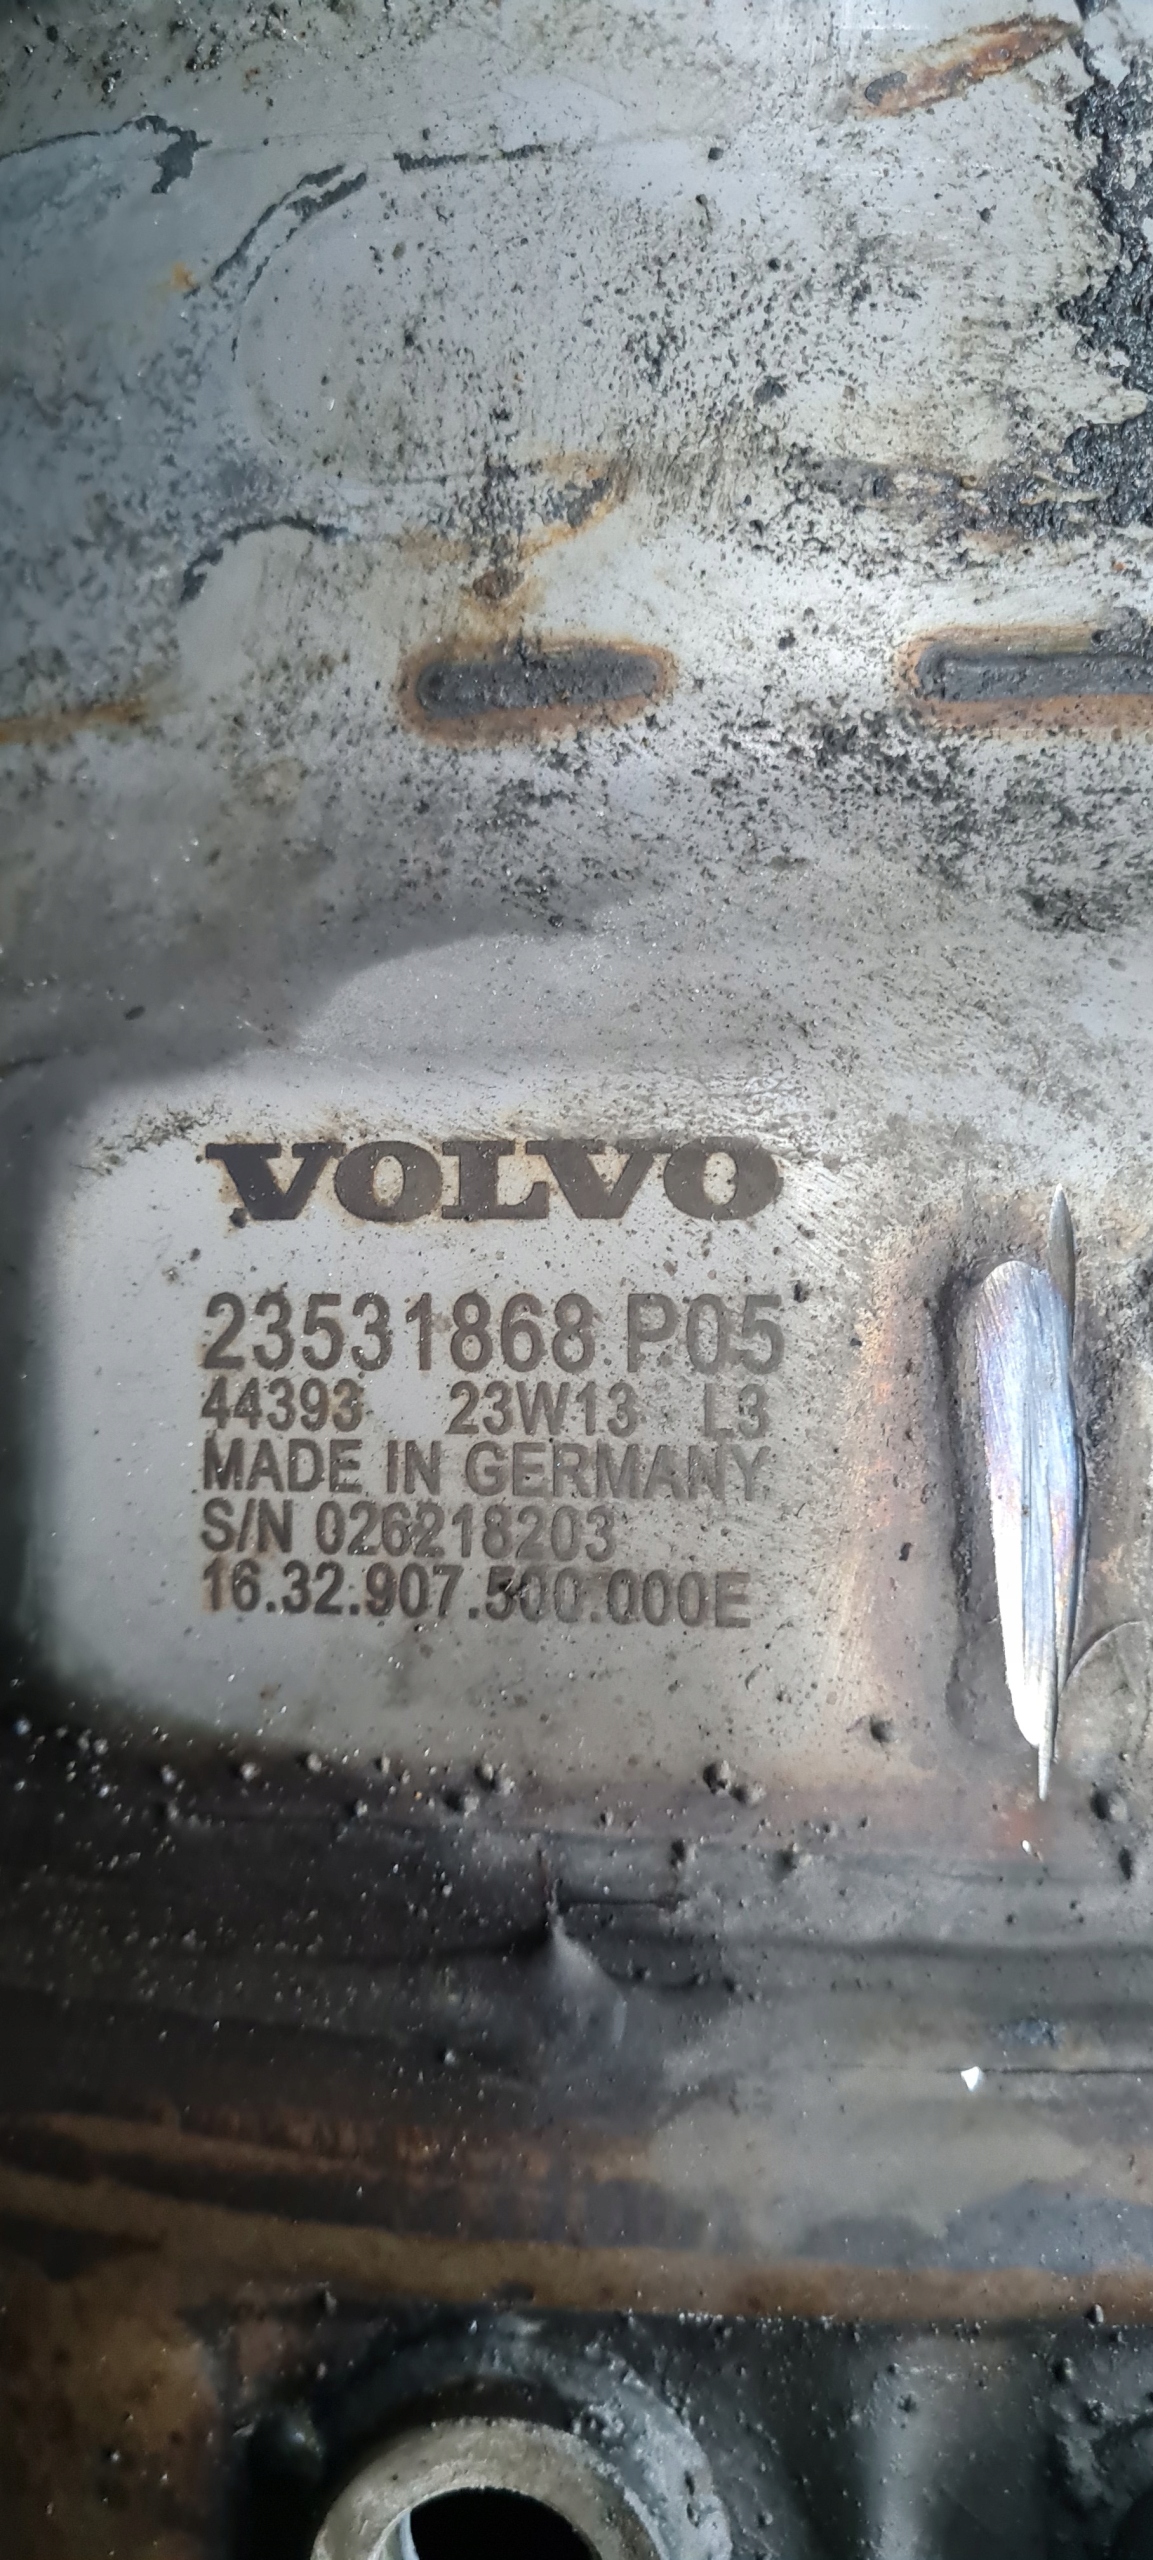 VOLVO
23531868 P05
44393 23W13 L3
MADE IN GERMANY
S/N 026218203
16.32.907.500.000E